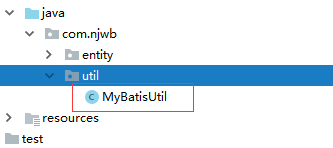 java
com.njwb
entity
util
MyBatisUtil
resources
test